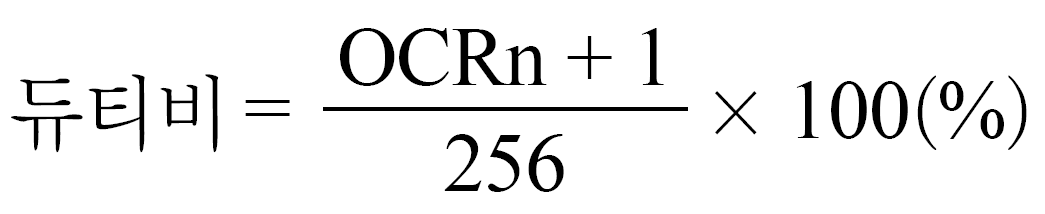 듀티비 = OCRn + 1 / 256 × 100(%)